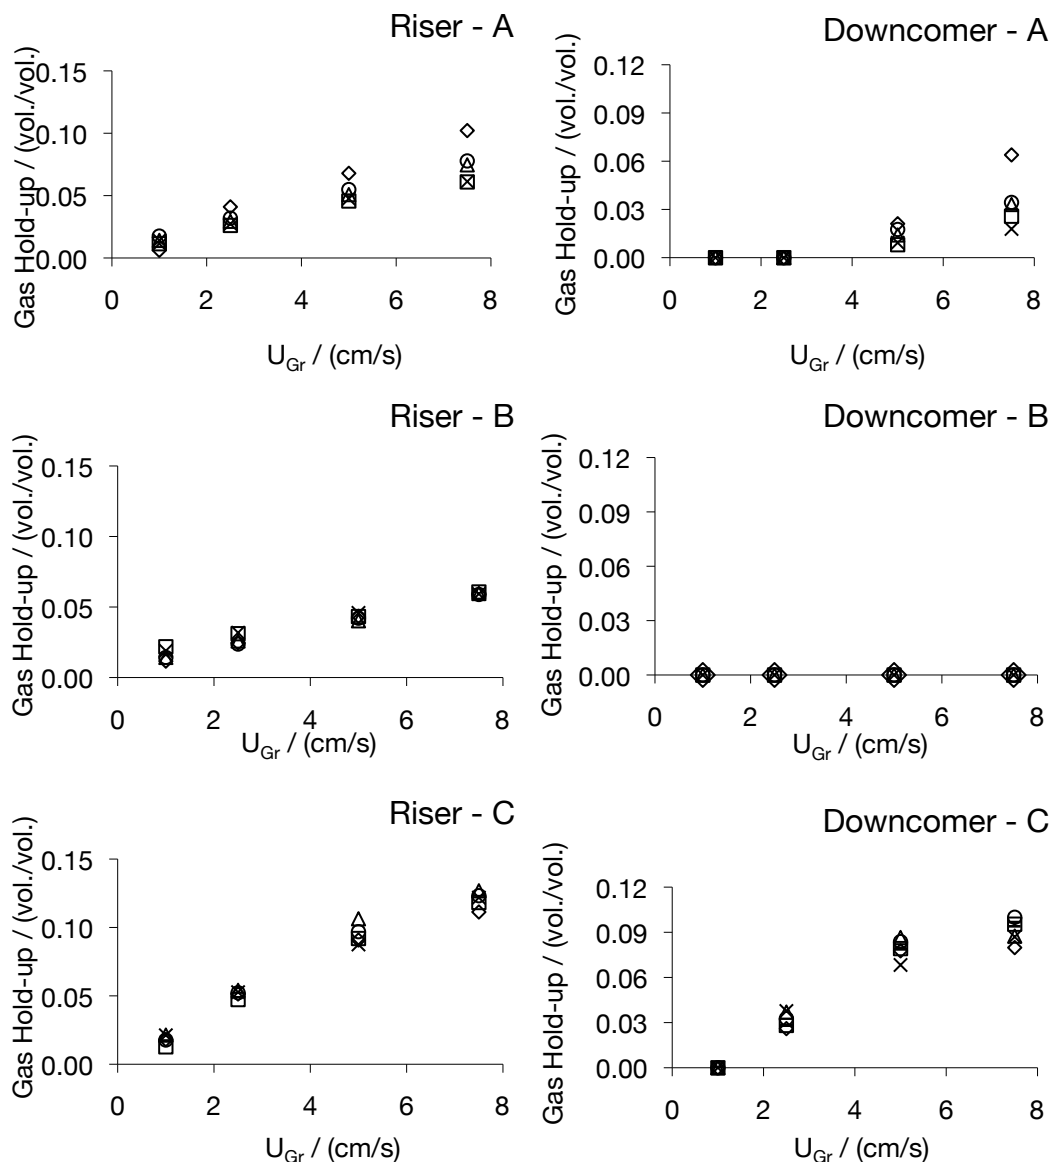 Riser - A
Gas Hold-up / (vol./vol.)
0.15
0.10
0.05
0.00
0 2 4 6 8
U_Gr / (cm/s)
Downcomer - A
Gas Hold-up / (vol./vol.)
0.12
0.09
0.06
0.03
0.00
0 2 4 6 8
U_Gr / (cm/s)
Riser - B
Gas Hold-up / (vol./vol.)
0.15
0.10
0.05
0.00
0 2 4 6 8
U_Gr / (cm/s)
Downcomer - B
Gas Hold-up / (vol./vol.)
0.12
0.09
0.06
0.03
0.00
0 2 4 6 8
U_Gr / (cm/s)
Riser - C
Gas Hold-up / (vol./vol.)
0.15
0.10
0.05
0.00
0 2 4 6 8
U_Gr / (cm/s)
Downcomer - C
Gas Hold-up / (vol./vol.)
0.12
0.09
0.06
0.03
0.00
0 2 4 6 8
U_Gr / (cm/s)